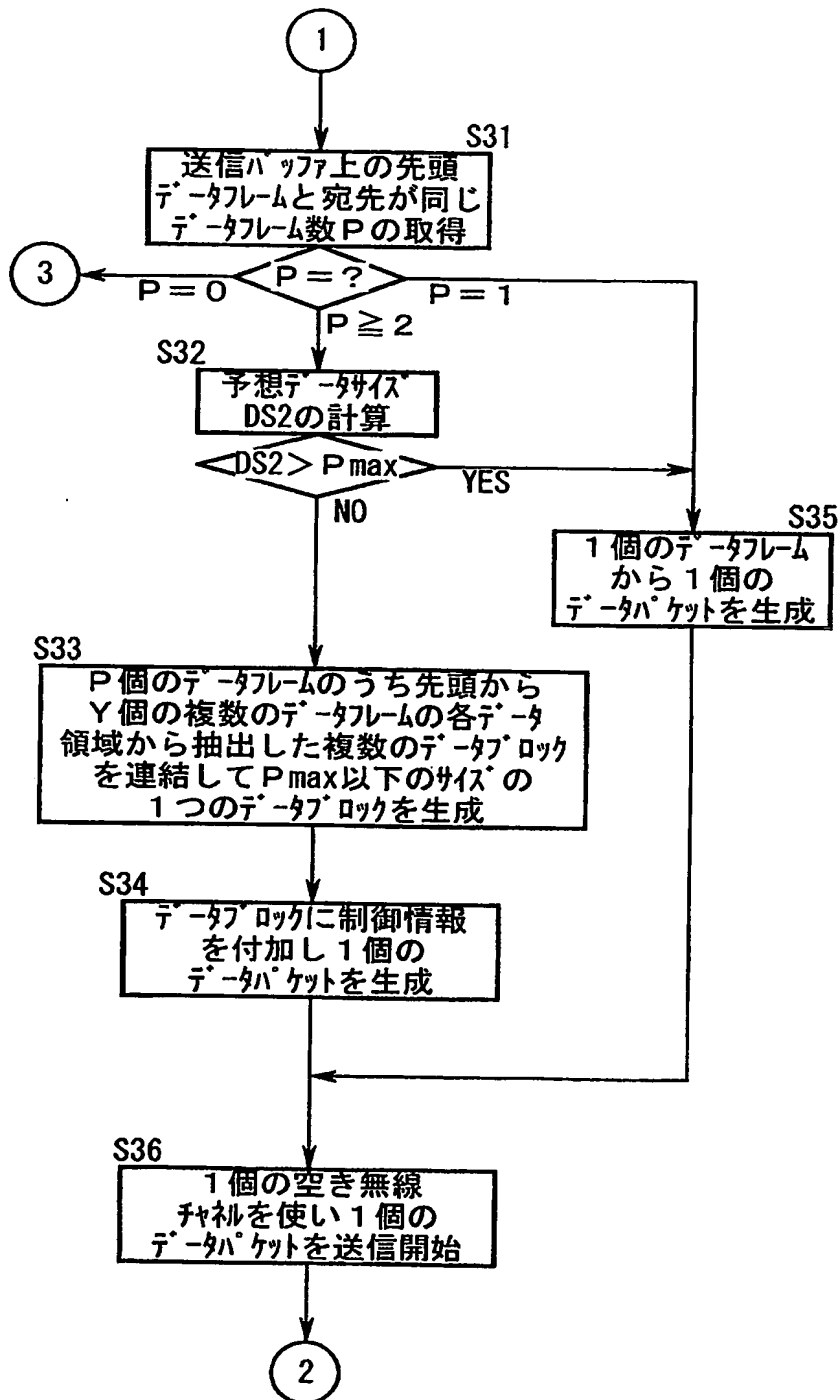 1
S31
送信バッファ上の先頭
データフレームと宛先が同じ
データフレーム数Pの取得
3
P=0
P=?
P=1
P≧2
S32
予想データサイズ
DS2の計算
DS2>Pmax
YES
NO
S35
1個のデータフレーム
から1個の
データパケットを生成
S33
P個のデータフレームのうち先頭から
Y個の複数のデータフレームの各データ
領域から抽出した複数のデータブロック
を連結してPmax以下のサイズの
1つのデータブロックを生成
S34
データブロックに制御情報
を付加し1個の
データパケットを生成
S36
1個の空き無線
チャネルを使い1個の
データパケットを送信開始
2